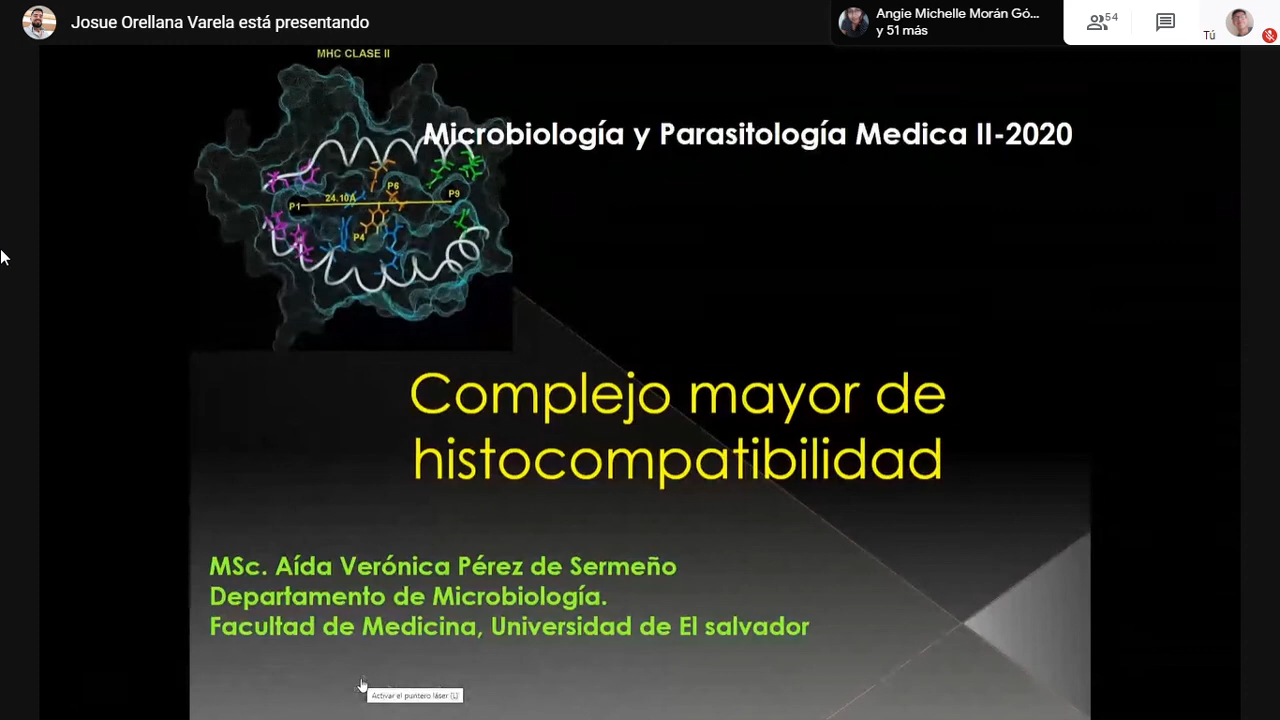 Josue Orellana Varela está presentando
Angie Michelle Morán Gó...
y 51 más
54
Tú
MHC CLASE II
Microbiología y Parasitología Medica II-2020
P6
24.10A
P9
P1
P4
Complejo mayor de
histocompatibilidad
MSc. Aída Verónica Pérez de Sermeño
Departamento de Microbiología.
Facultad de Medicina, Universidad de El salvador
Activar el puntero láser (L)